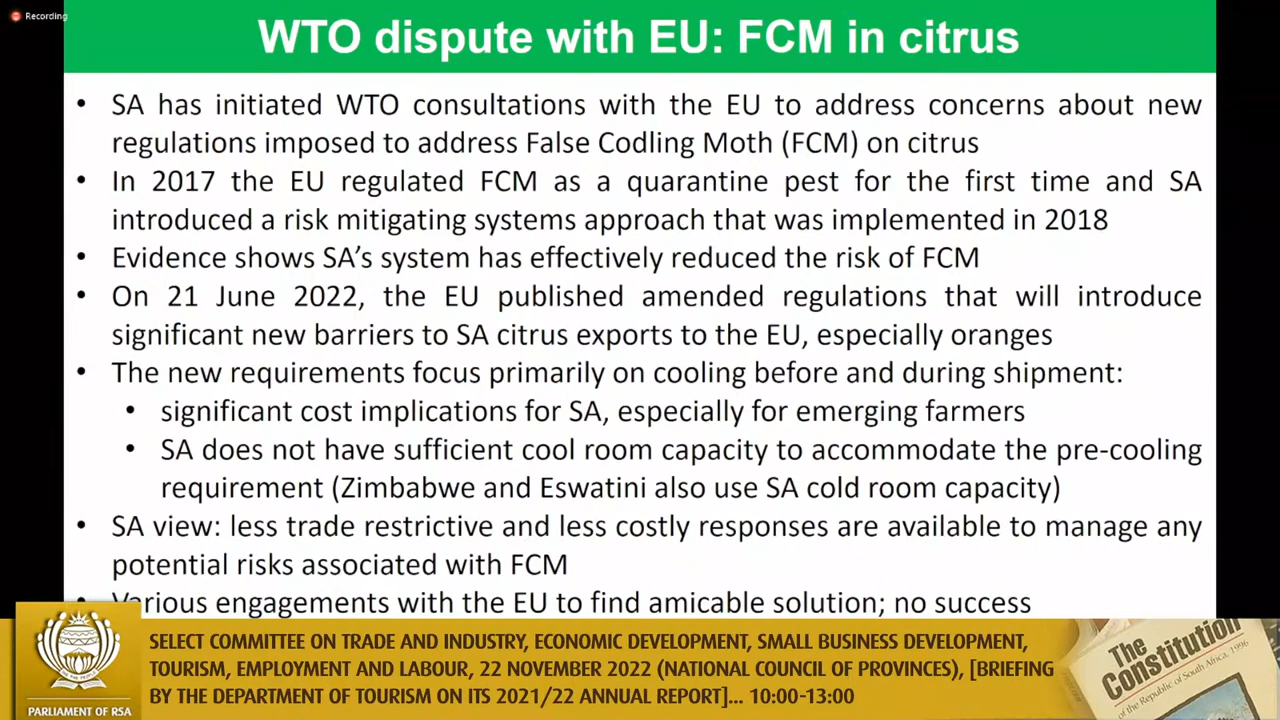 Recording
WTO dispute with EU: FCM in citrus
• SA has initiated WTO consultations with the EU to address concerns about new
regulations imposed to address False Codling Moth (FCM) on citrus
• In 2017 the EU regulated FCM as a quarantine pest for the first time and SA
introduced a risk mitigating systems approach that was implemented in 2018
• Evidence shows SA’s system has effectively reduced the risk of FCM
• On 21 June 2022, the EU published amended regulations that will introduce
significant new barriers to SA citrus exports to the EU, especially oranges
• The new requirements focus primarily on cooling before and during shipment:
• significant cost implications for SA, especially for emerging farmers
• SA does not have sufficient cool room capacity to accommodate the pre-cooling
requirement (Zimbabwe and Eswatini also use SA cold room capacity)
• SA view: less trade restrictive and less costly responses are available to manage any
potential risks associated with FCM
• Various engagements with the EU to find amicable solution; no success
SELECT COMMITTEE ON TRADE AND INDUSTRY, ECONOMIC DEVELOPMENT, SMALL BUSINESS DEVELOPMENT,
TOURISM, EMPLOYMENT AND LABOUR, 22 NOVEMBER 2022 (NATIONAL COUNCIL OF PROVINCES), [BRIEFING
BY THE DEPARTMENT OF TOURISM ON ITS 2021/22 ANNUAL REPORT]... 10:00-13:00
PARLIAMENT OF RSA
The
Constitution
of the Republic of South Africa, 1996